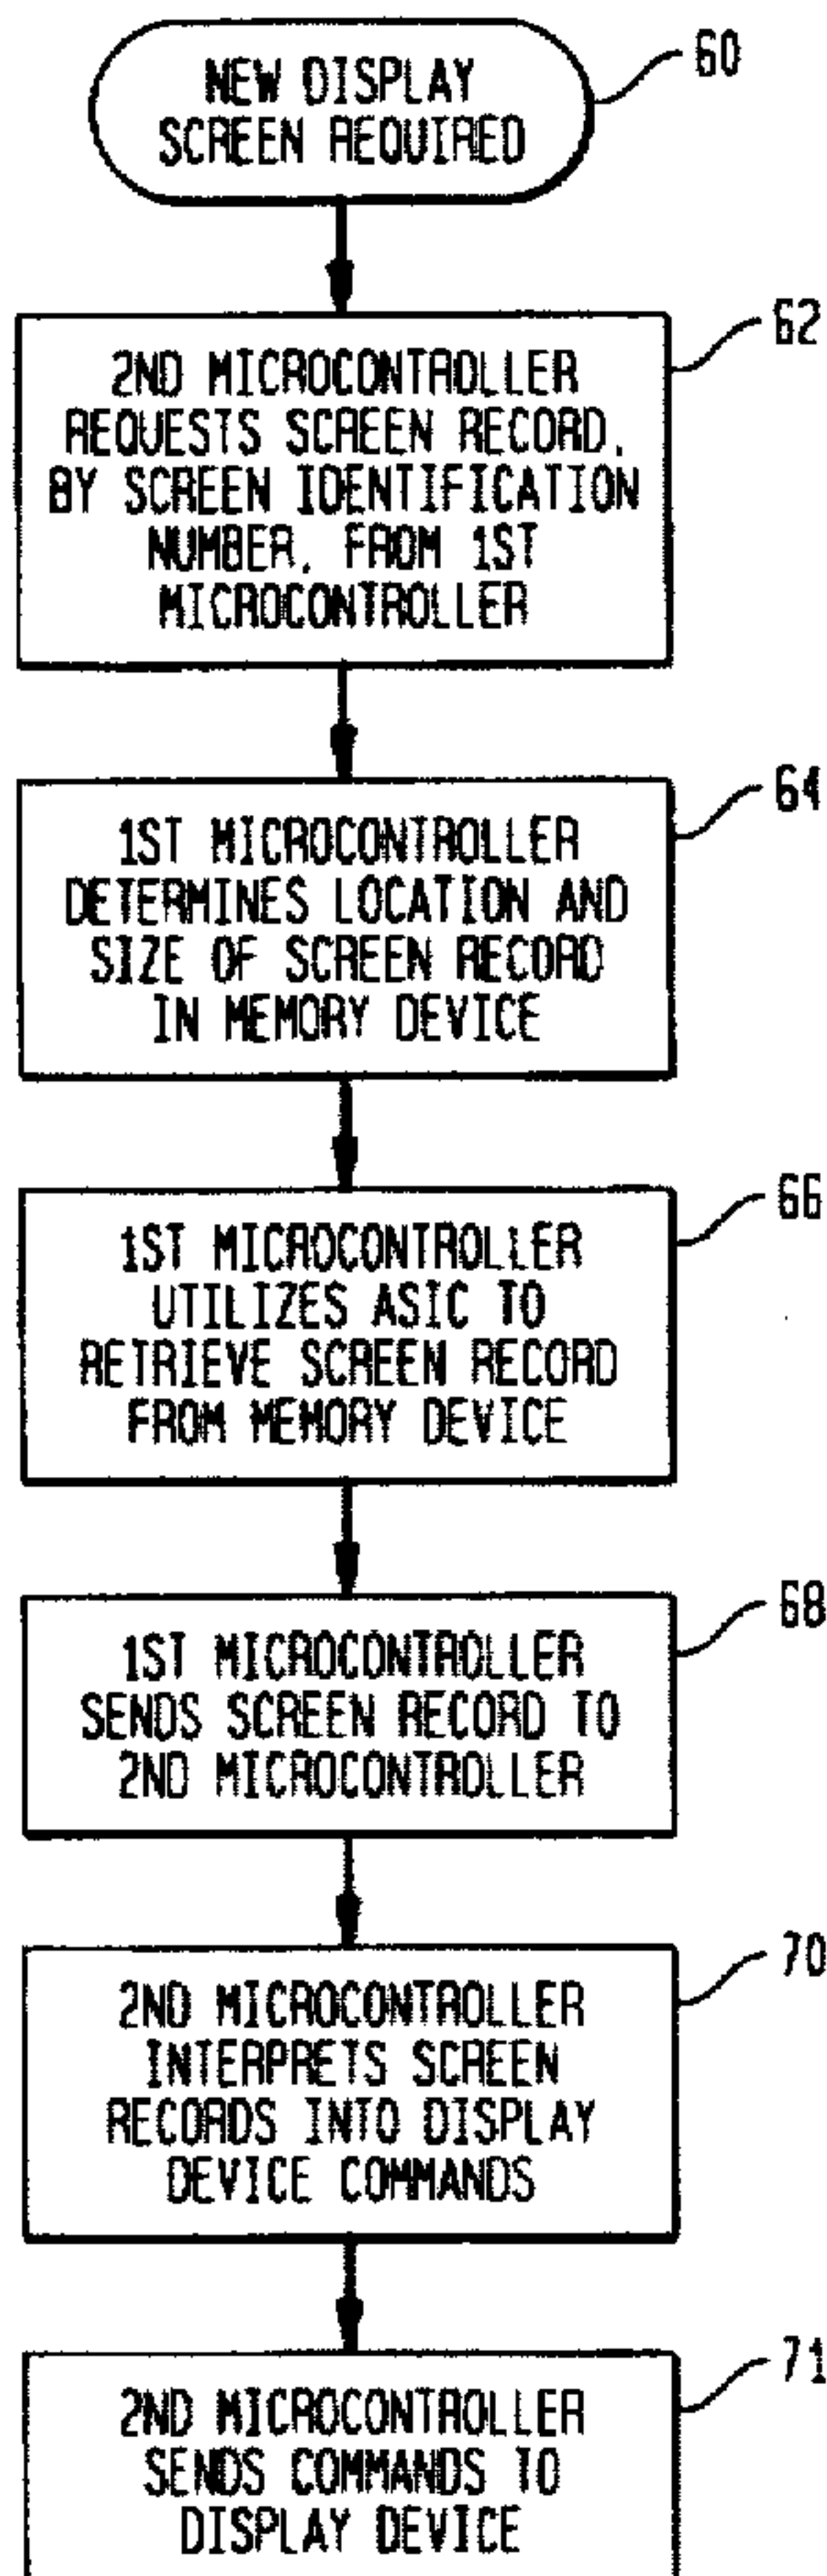 NEW DISPLAY
SCREEN REQUIRED
60
2ND MICROCONTROLLER
REQUESTS SCREEN RECORD,
BY SCREEN IDENTIFICATION
NUMBER, FROM 1ST
MICROCONTROLLER
62
1ST MICROCONTROLLER
DETERMINES LOCATION AND
SIZE OF SCREEN RECORD
IN MEMORY DEVICE
64
1ST MICROCONTROLLER
UTILIZES ASIC TO
RETRIEVE SCREEN RECORD
FROM MEMORY DEVICE
66
1ST MICROCONTROLLER
SENDS SCREEN RECORD TO
2ND MICROCONTROLLER
68
2ND MICROCONTROLLER
INTERPRETS SCREEN
RECORDS INTO DISPLAY
DEVICE COMMANDS
70
2ND MICROCONTROLLER
SENDS COMMANDS TO
DISPLAY DEVICE
71